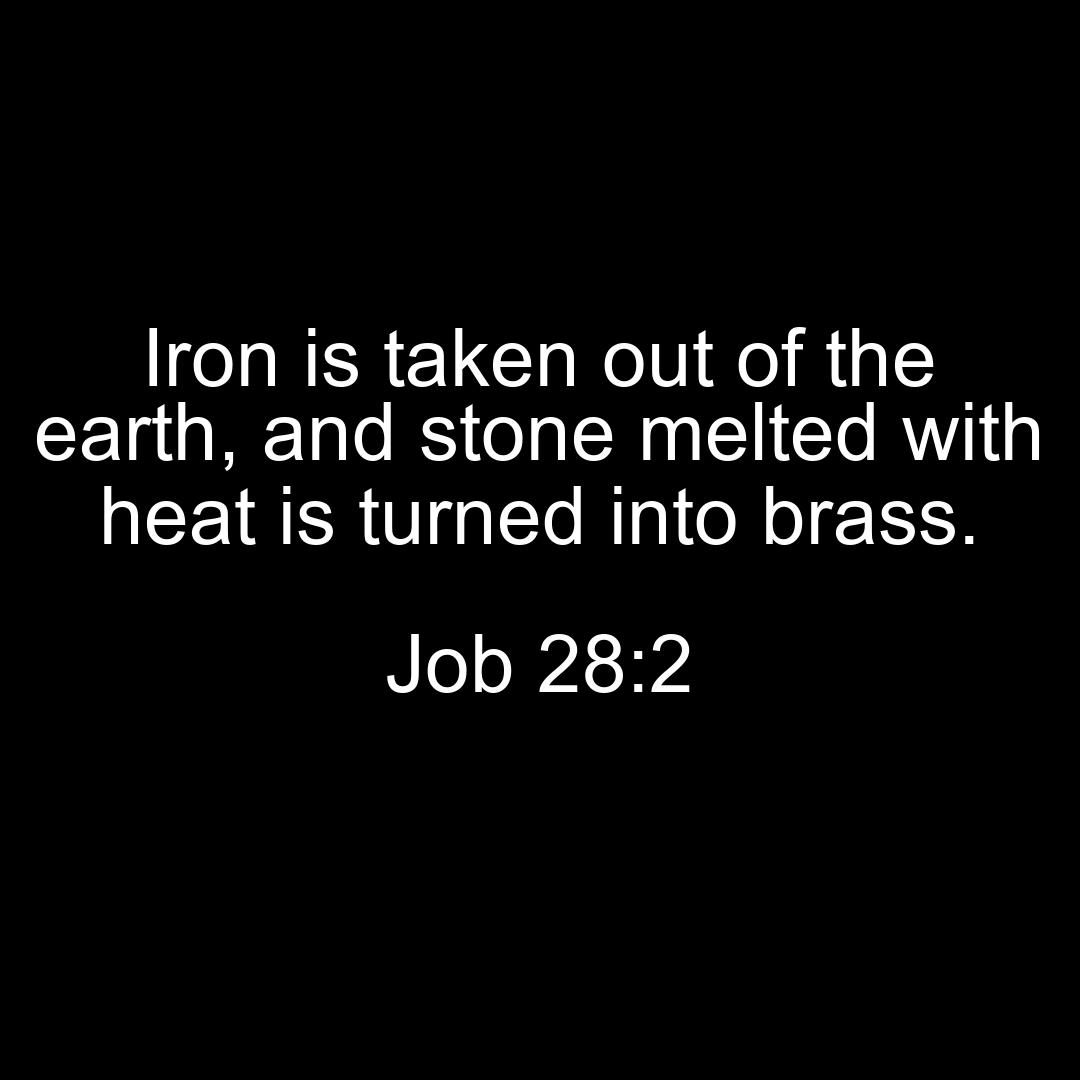 Iron is taken out of the
earth, and stone melted with
heat is turned into brass.
Job 28:2